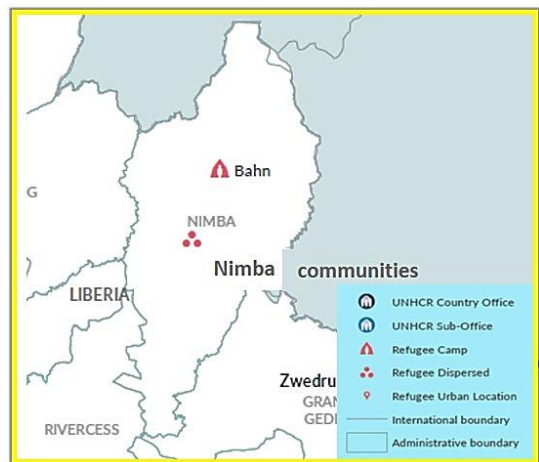 Bahn
G
NIMBA
Nimba communities
LIBERIA
UNHCR Country Office
UNHCR Sub-Office
Refugee Camp
Zwedru
Refugee Dispersed
GRAN
Refugee Urban Location
GEDE
International boundary
RIVERCESS
Administrative boundary